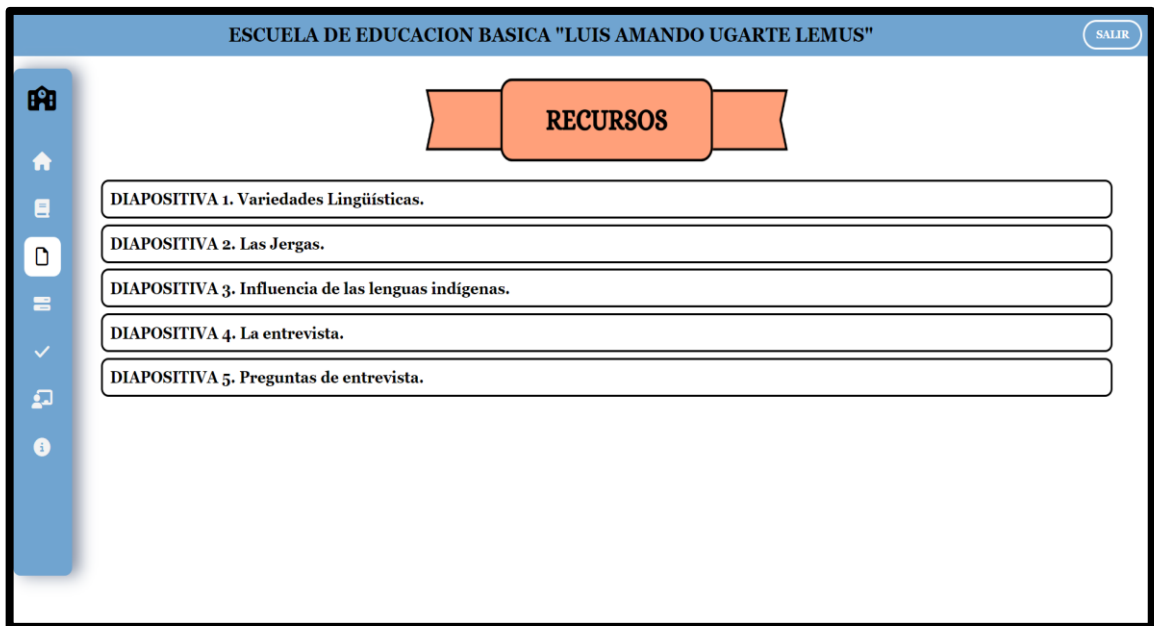 ESCUELA DE EDUCACION BASICA "LUIS AMANDO UGARTE LEMUS"
SALIR
RECURSOS
DIAPOSITIVA 1. Variedades Lingüísticas.
DIAPOSITIVA 2. Las Jergas.
DIAPOSITIVA 3. Influencia de las lenguas indígenas.
DIAPOSITIVA 4. La entrevista.
DIAPOSITIVA 5. Preguntas de entrevista.